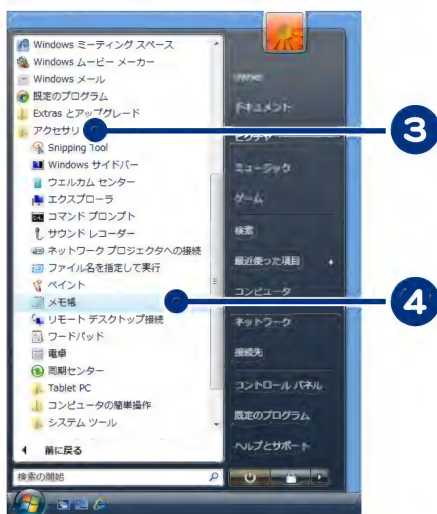 Windows ミーティング スペース
Windows ムービー メーカー
Windows メール
既定のプログラム
Extras とアップグレード
アクセサリ
Snipping Tool
Windows サイドバー
ウェルカム センター
エクスプローラ
コマンド プロンプト
サウンド レコーダー
ネットワーク プロジェクタへの接続
ファイル名を指定して実行
ペイント
メモ帳
リモート デスクトップ接続
ワードパッド
電卓
同期センター
Tablet PC
コンピュータの簡単操作
システム ツール
前に戻る
検索の開始
ドキュメント
ピクチャ
ミュージック
ゲーム
検索
最近使った項目
コンピュータ
ネットワーク
接続先
コントロール パネル
既定のプログラム
ヘルプとサポート
3
4